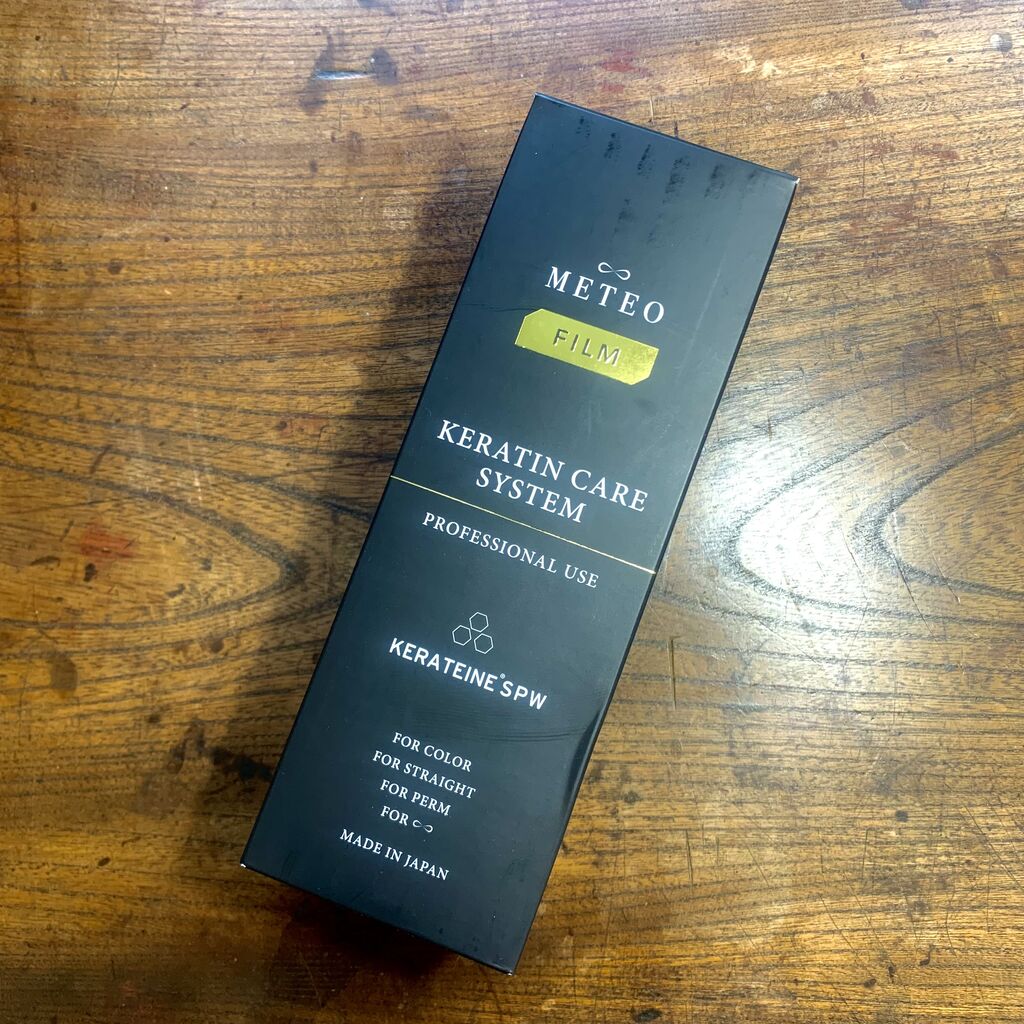 METEO
FILM
KERATIN CARE
SYSTEM
PROFESSIONAL USE
KERATEINE®SPW
FOR COLOR
FOR STRAIGHT
FOR PERM
FOR ∞
MADE IN JAPAN